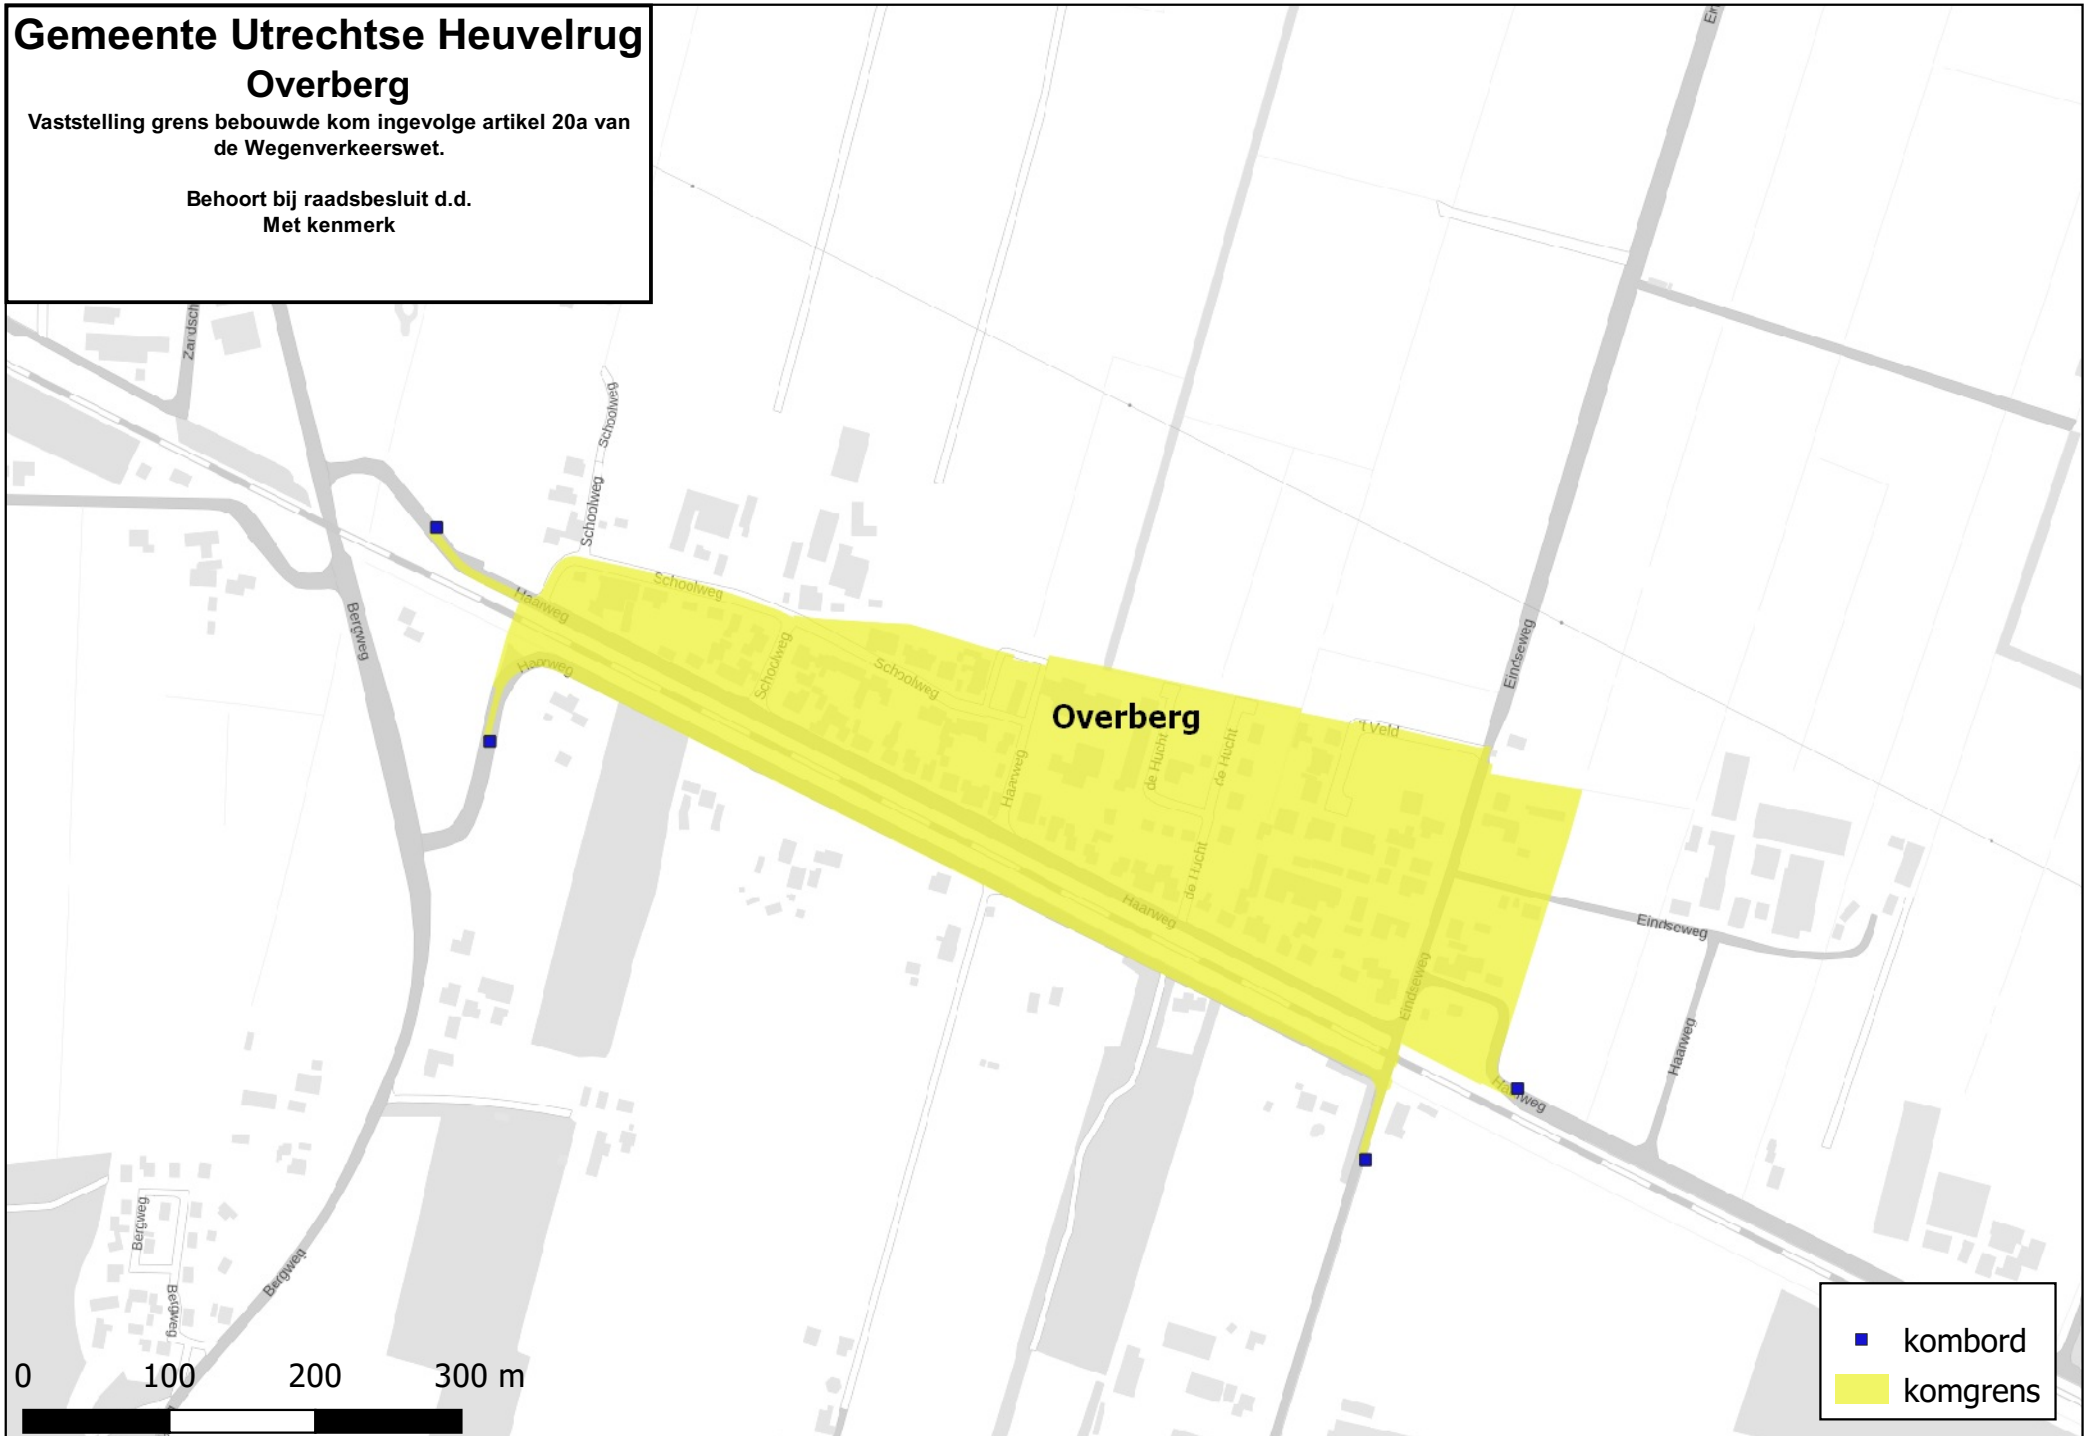 Gemeente Utrechtse Heuvelrug
Overberg
Vaststelling grens bebouwde kom ingevolge artikel 20a van
de Wegenverkeerswet.
Behoort bij raadsbesluit d.d.
Met kenmerk
Schoolweg
Schoolweg
Haarweg
Schoolweg
Bergweg
Haarweg
Schoolweg
Schoolweg
Eindseweg
Overberg
't Veld
Haarweg
de Hucht
de Hucht
de Hucht
Haarweg
Eindseweg
Eindseweg
Haarweg
Haarweg
Bergweg
Bergweg
Bergweg
kombord
komgrens
0 100 200 300 m